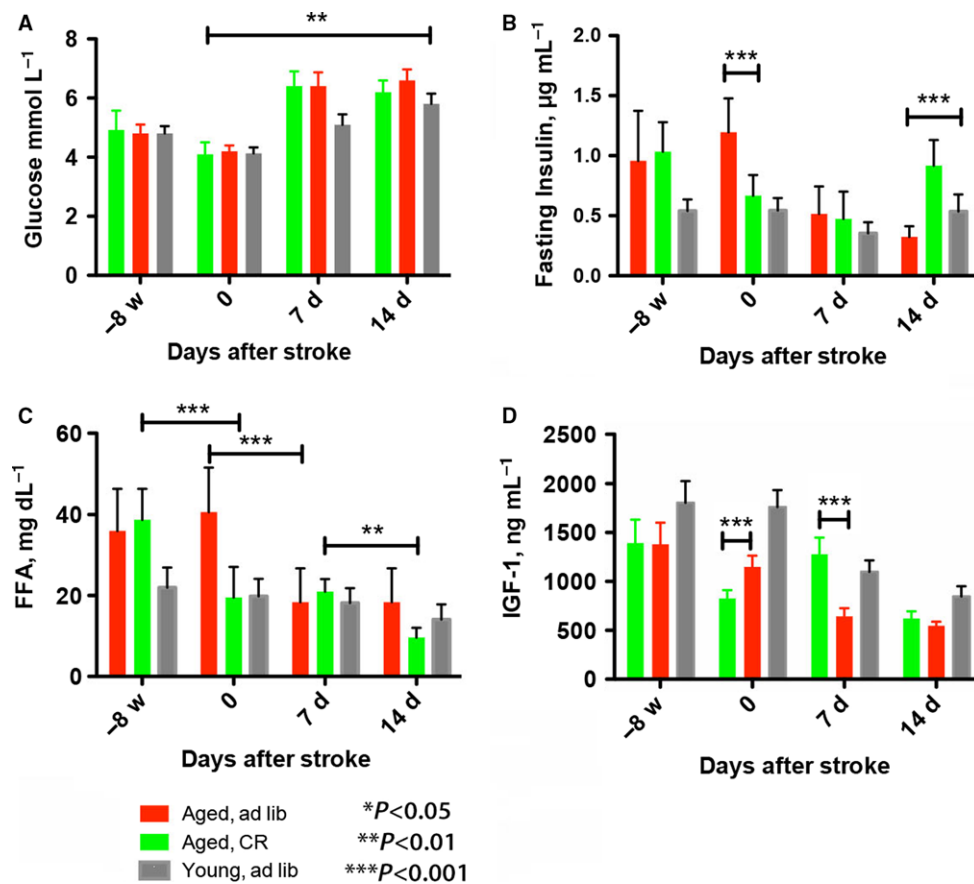 A
**
Glucose mmol L⁻¹
8
6
4
2
0
–8 w 0 7 d 14 d
Days after stroke
B
*** ***
Fasting Insulin, µg mL⁻¹
2.0
1.5
1.0
0.5
0.0
–8 w 0 7 d 14 d
Days after stroke
C
*** *** **
FFA, mg dL⁻¹
60
40
20
0
–8 w 0 7 d 14 d
Days after stroke
D
*** ***
IGF-1, ng mL⁻¹
2500
2000
1500
1000
500
0
–8 w 0 7 d 14 d
Days after stroke
Aged, ad lib *P<0.05
Aged, CR **P<0.01
Young, ad lib ***P<0.001